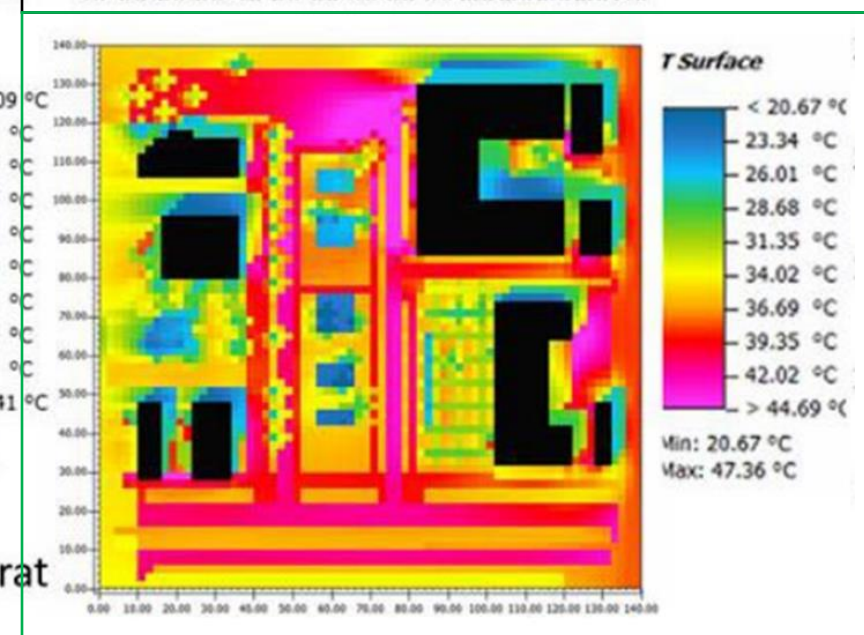 140.00
130.00
120.00
110.00
100.00
90.00
80.00
70.00
60.00
50.00
40.00
30.00
20.00
10.00
0.00
0.00 10.00 20.00 30.00 40.00 50.00 60.00 70.00 80.00 90.00 100.00 110.00 120.00 130.00 140.00
T Surface
< 20.67 °C
23.34 °C
26.01 °C
28.68 °C
31.35 °C
34.02 °C
36.69 °C
39.35 °C
42.02 °C
> 44.69 °C
Min: 20.67 °C
Max: 47.36 °C
09 °C
°C
°C
°C
°C
°C
°C
°C
°C
41 °C
rat